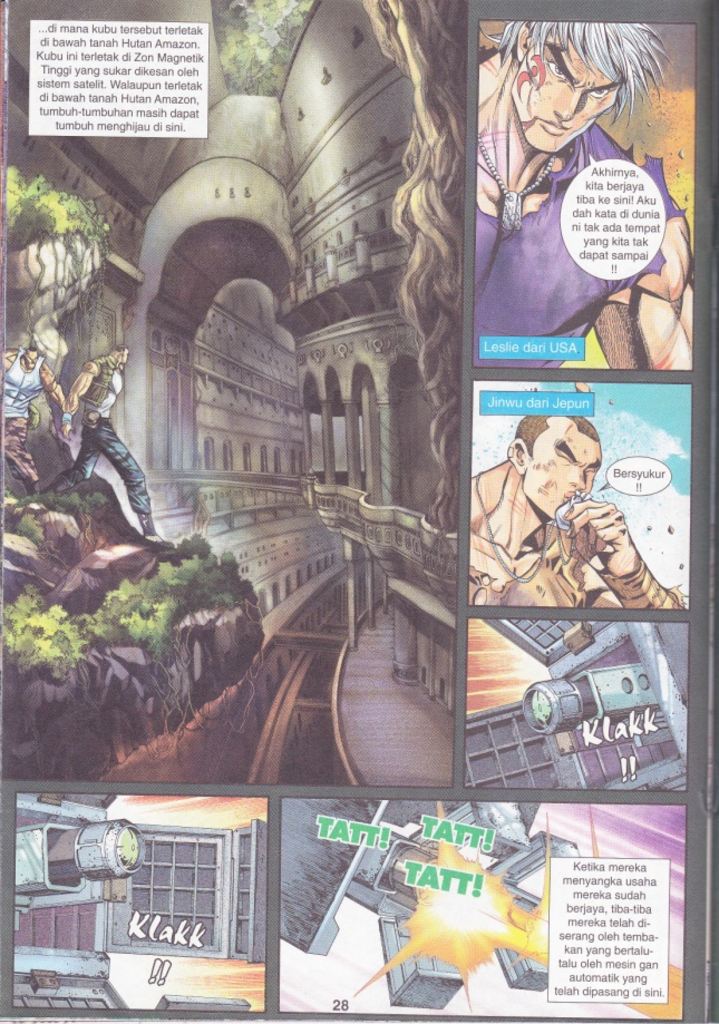 ...di mana kubu tersebut terletak
di bawah tanah Hutan Amazon.
Kubu ini terletak di Zon Magnetik
Tinggi yang sukar dikesan oleh
sistem satelit. Walaupun terletak
di bawah tanah Hutan Amazon,
tumbuh-tumbuhan masih dapat
tumbuh menghijau di sini.
Akhirnya,
kita berjaya
tiba ke sini! Aku
dah kata di dunia
ni tak ada tempat
yang kita tak
dapat sampai
!!
Leslie dari USA
Jinwu dari Jepun
Bersyukur
!!
Klakk
!!
Klakk
!!
TATT!
TATT!
TATT!
Ketika mereka
menyangka usaha
mereka sudah
berjaya, tiba-tiba
mereka telah di-
serang oleh temba-
kan yang bertalu-
talu oleh mesin gan
automatik yang
telah dipasang di sini.
28